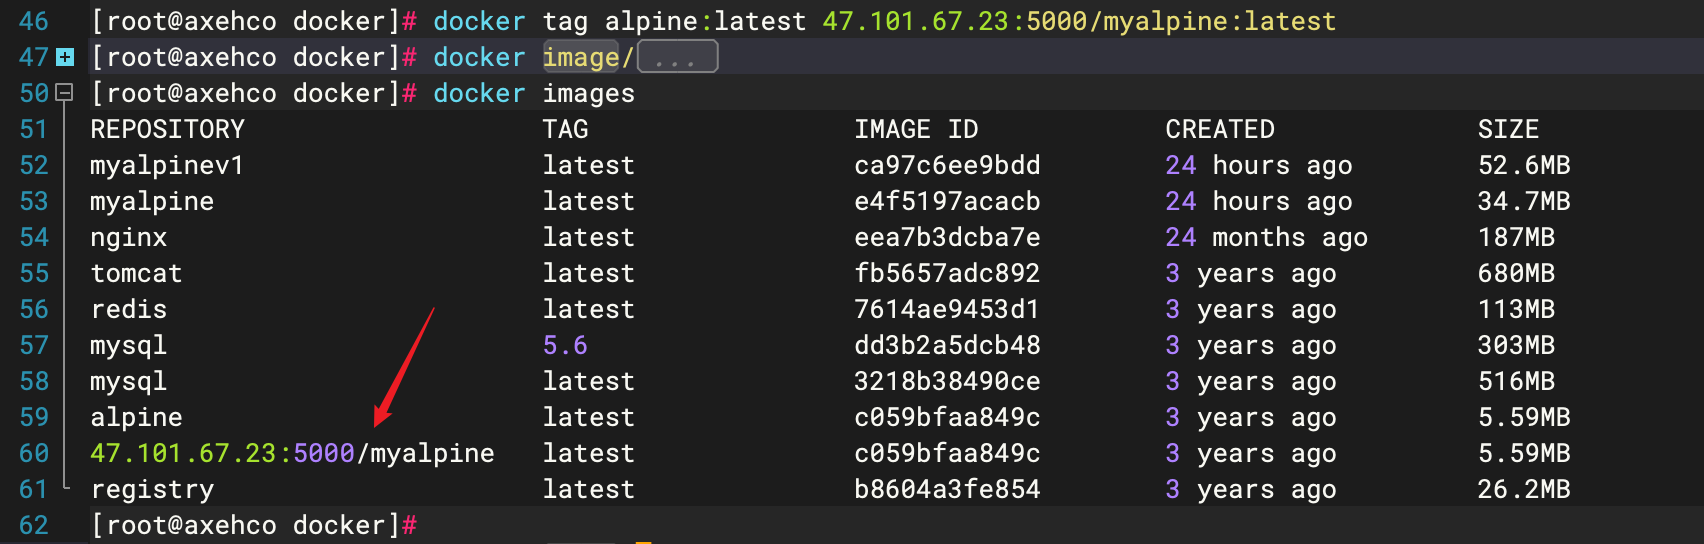 46 [root@axehco docker]# docker tag alpine:latest 47.101.67.23:5000/myalpine:latest
47 [root@axehco docker]# docker image/ ...
50 [root@axehco docker]# docker images
51 REPOSITORY TAG IMAGE ID CREATED SIZE
52 myalpinev1 latest ca97c6ee9bdd 24 hours ago 52.6MB
53 myalpine latest e4f5197acacb 24 hours ago 34.7MB
54 nginx latest eea7b3dcba7e 24 months ago 187MB
55 tomcat latest fb5657adc892 3 years ago 680MB
56 redis latest 7614ae9453d1 3 years ago 113MB
57 mysql 5.6 dd3b2a5dcb48 3 years ago 303MB
58 mysql latest 3218b38490ce 3 years ago 516MB
59 alpine latest c059bfaa849c 3 years ago 5.59MB
60 47.101.67.23:5000/myalpine latest c059bfaa849c 3 years ago 5.59MB
61 registry latest b8604a3fe854 3 years ago 26.2MB
62 [root@axehco docker]#